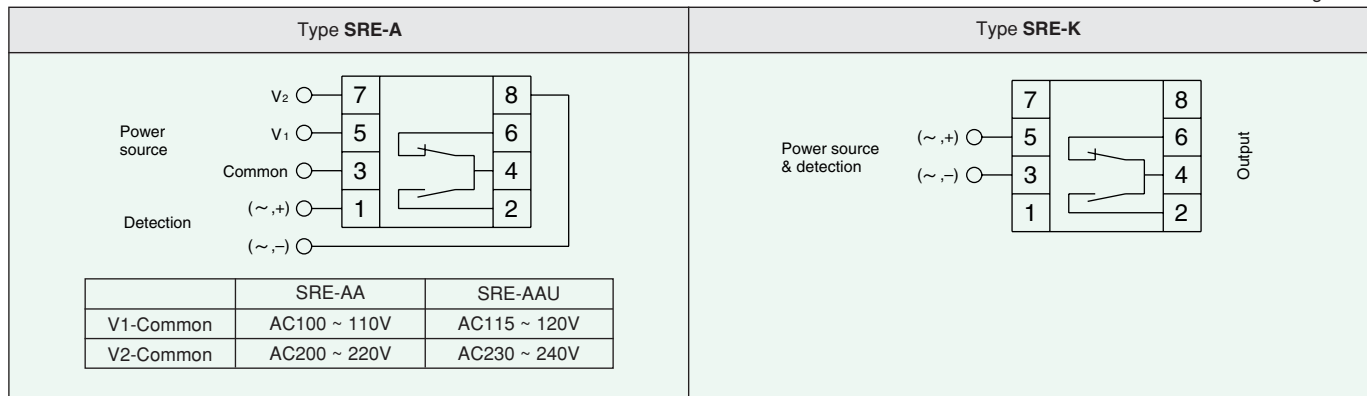 Type SRE-A
Type SRE-K
V2 7 8
Power source
V1 5 6
Common 3 4
Detection
(~,+) 1 2
(~,–)
SRE-AA SRE-AAU
V1-Common AC100 ~ 110V AC115 ~ 120V
V2-Common AC200 ~ 220V AC230 ~ 240V
7 8
Power source
& detection
(~,+) 5 6
(~,–) 3 4
1 2
Output